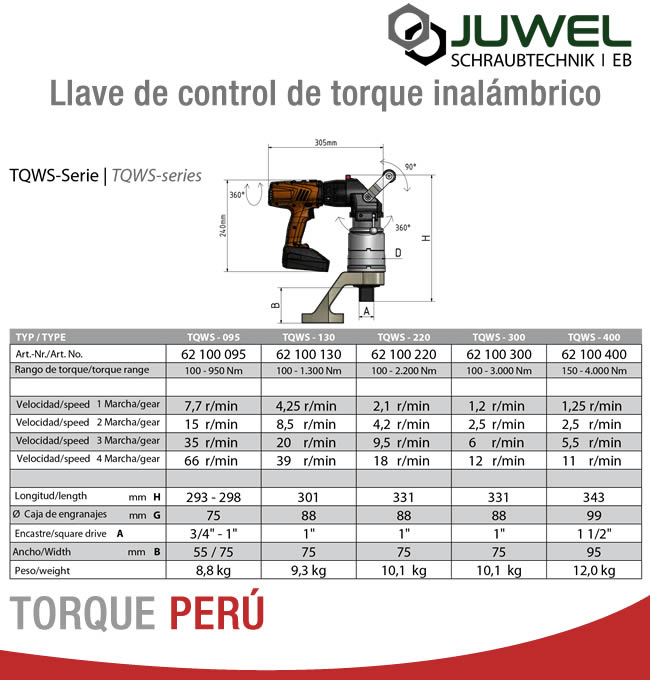 JUWEL
SCHRAUBTECHNIK | EB
Llave de control de torque inalámbrico
TQWS-Serie | TQWS-series
305mm
90°
360°
240mm
360°
H
D
B
A
TYP / TYPE TQWS - 095 TQWS - 130 TQWS - 220 TQWS - 300 TQWS - 400
Art.-Nr./Art. No. 62 100 095 62 100 130 62 100 220 62 100 300 62 100 400
Rango de torque/torque range 100 - 950 Nm 100 - 1.300 Nm 100 - 2.200 Nm 100 - 3.000 Nm 150 - 4.000 Nm
Velocidad/speed 1 Marcha/gear 7,7 r/min 4,25 r/min 2,1 r/min 1,2 r/min 1,25 r/min
Velocidad/speed 2 Marcha/gear 15 r/min 8,5 r/min 4,2 r/min 2,5 r/min 2,5 r/min
Velocidad/speed 3 Marcha/gear 35 r/min 20 r/min 9,5 r/min 6 r/min 5,5 r/min
Velocidad/speed 4 Marcha/gear 66 r/min 39 r/min 18 r/min 12 r/min 11 r/min
Longitud/length mm H 293 - 298 301 331 331 343
Ø Caja de engranajes mm G 75 88 88 88 99
Encastre/square drive A 3/4" - 1" 1" 1" 1" 1 1/2"
Ancho/Width mm B 55 / 75 75 75 75 95
Peso/weight 8,8 kg 9,3 kg 10,1 kg 10,1 kg 12,0 kg
TORQUE PERÚ